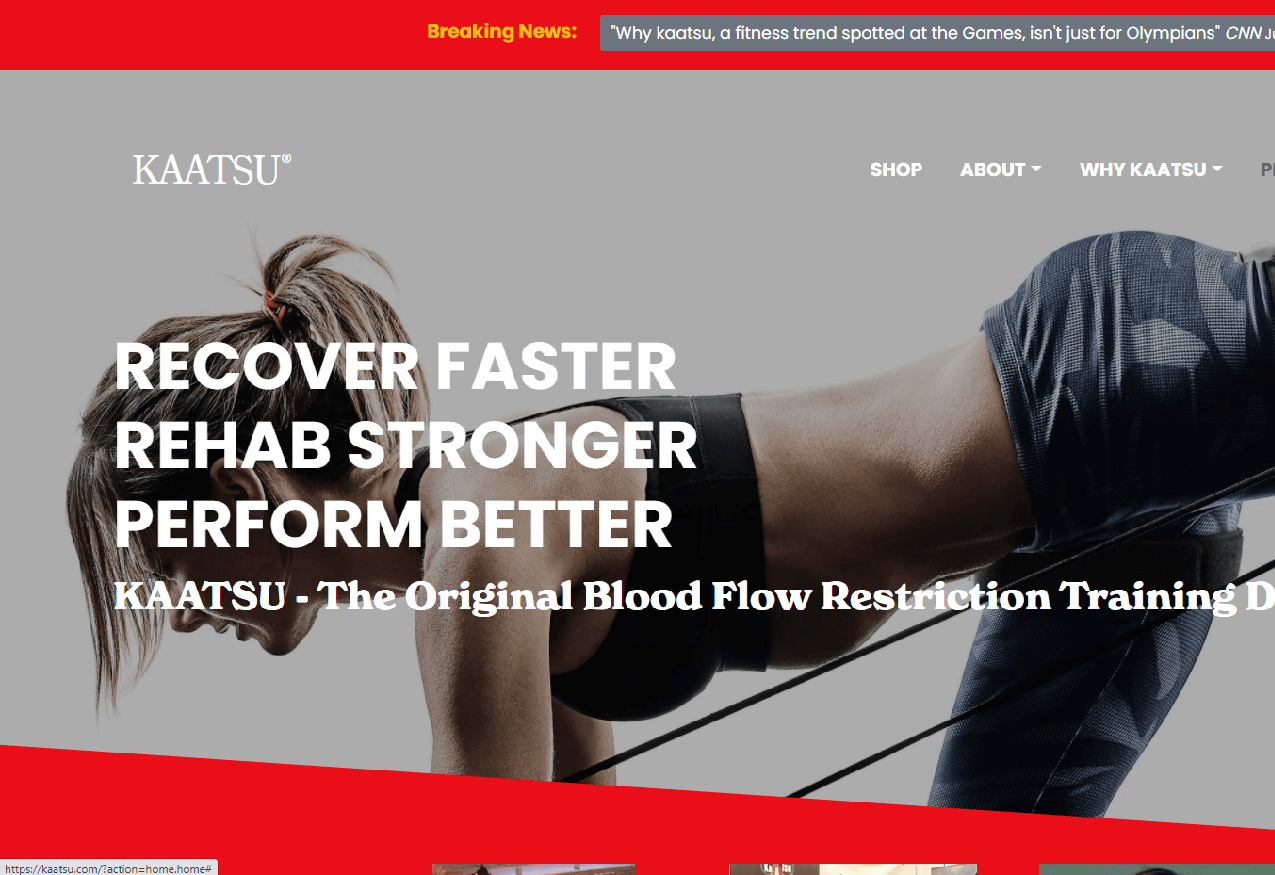 Breaking News:
"Why kaatsu, a fitness trend spotted at the Games, isn't just for Olympians" CNN
KAATSU®
SHOP ABOUT WHY KAATSU
RECOVER FASTER
REHAB STRONGER
PERFORM BETTER
KAATSU - The Original Blood Flow Restriction Training
https://kaatsu.com/?action=home.home#